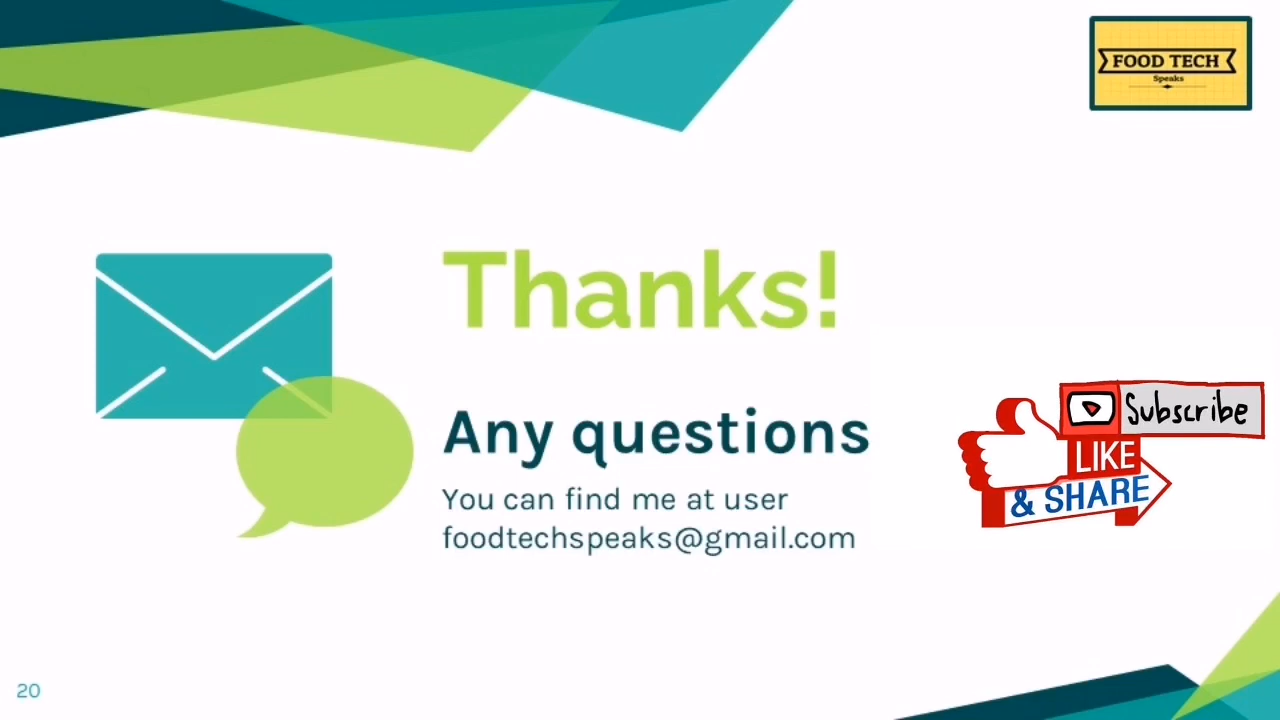 FOOD TECH
Speaks
Thanks!
Any questions
You can find me at user
foodtechspeaks@gmail.com
Subscribe
LIKE
& SHARE
20